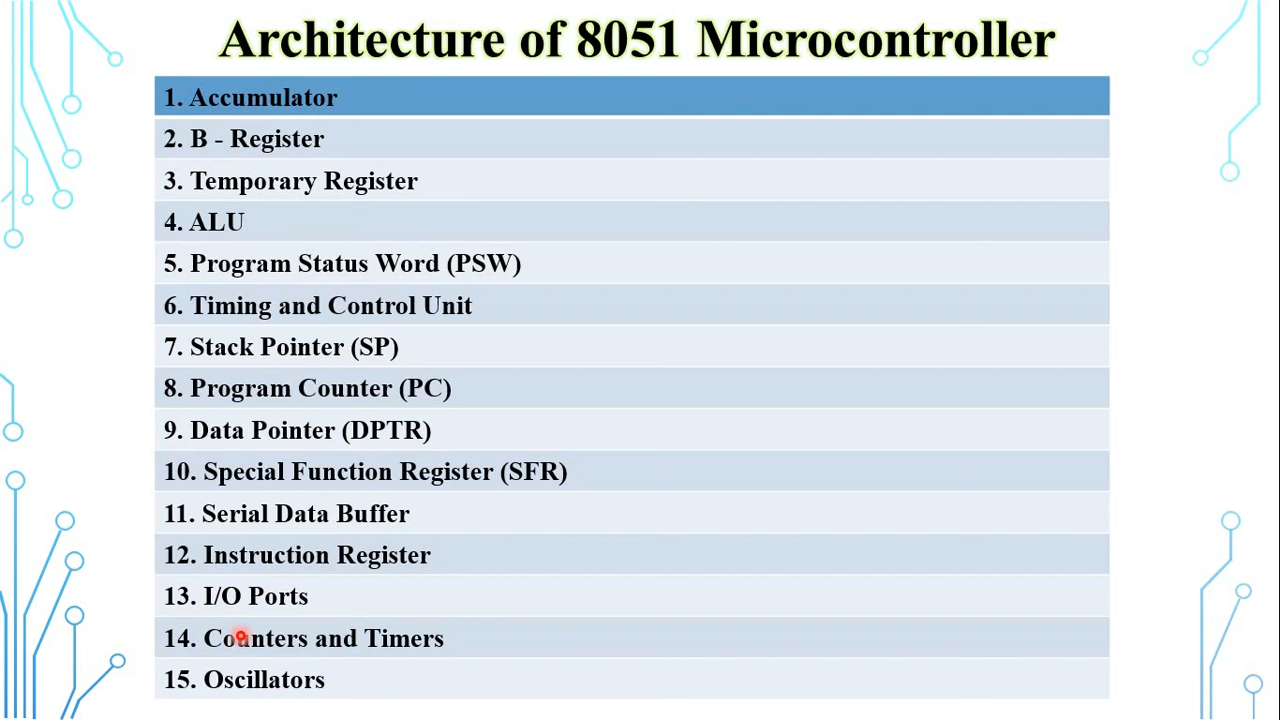 Architecture of 8051 Microcontroller
1. Accumulator
2. B - Register
3. Temporary Register
4. ALU
5. Program Status Word (PSW)
6. Timing and Control Unit
7. Stack Pointer (SP)
8. Program Counter (PC)
9. Data Pointer (DPTR)
10. Special Function Register (SFR)
11. Serial Data Buffer
12. Instruction Register
13. I/O Ports
14. Counters and Timers
15. Oscillators